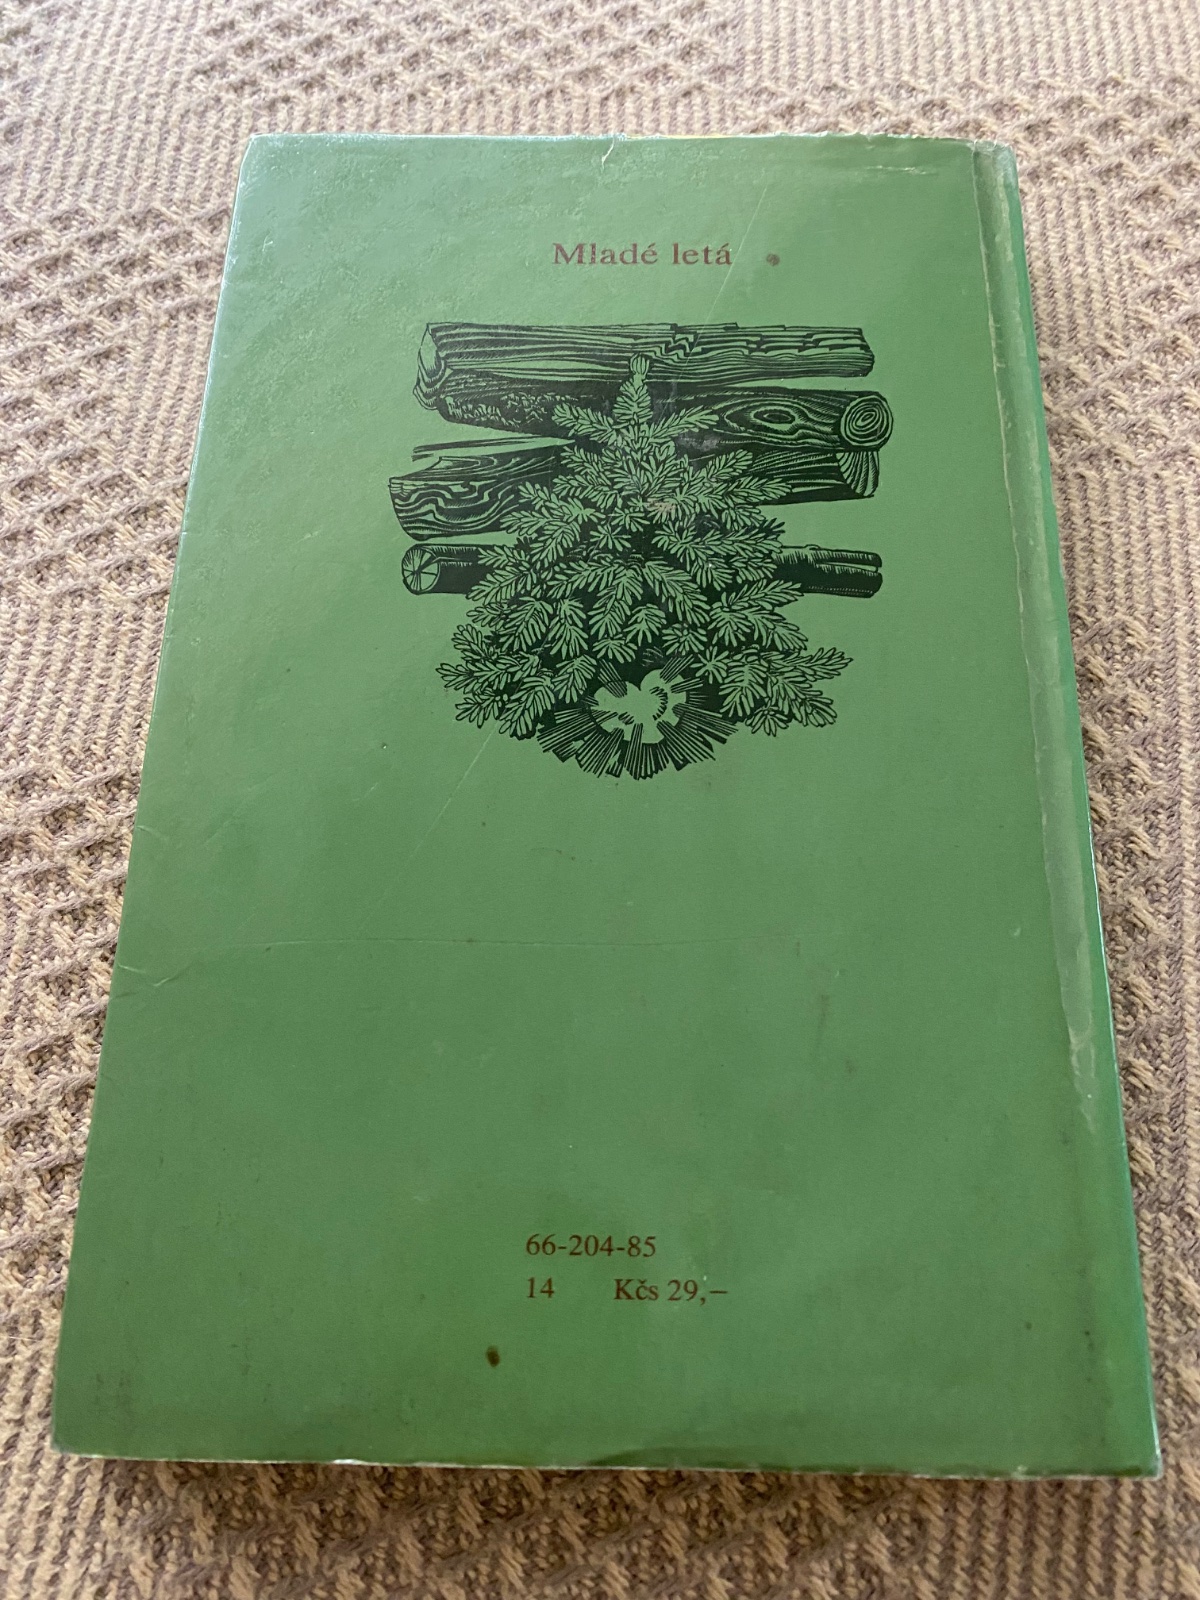 Mladé letá
66-204-85
14 Kčs 29,–